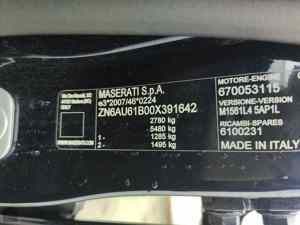 MASERATI S.p.A.
e3*2007/46*0224
ZN6AU61B00X391642
2780 kg
5480 kg
1 - 1285 kg
2 - 1495 kg
MOTORE-ENGINE
670053115
VERSIONE-VERSION
M1561L4 5AP1L
RICAMBI-SPARES
6100231
MADE IN ITALY